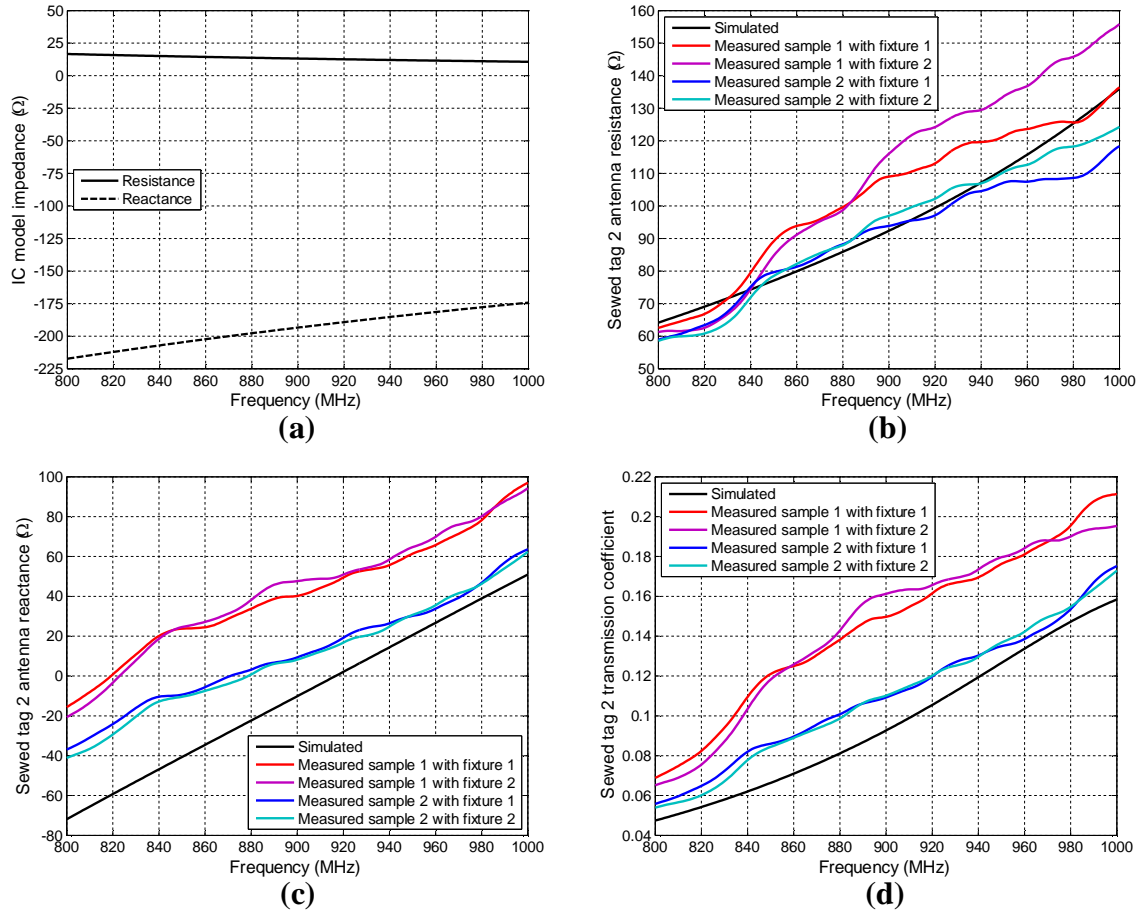 50
25
0
-25
-50
-75
-100
-125
-150
-175
-200
-225
IC model impedance (Ω)
Resistance
Reactance
800 820 840 860 880 900 920 940 960 980 1000
Frequency (MHz)
(a)
160
150
140
130
120
110
100
90
80
70
60
50
Sewed tag 2 antenna resistance (Ω)
Simulated
Measured sample 1 with fixture 1
Measured sample 1 with fixture 2
Measured sample 2 with fixture 1
Measured sample 2 with fixture 2
800 820 840 860 880 900 920 940 960 980 1000
Frequency (MHz)
(b)
100
80
60
40
20
0
-20
-40
-60
-80
Sewed tag 2 antenna reactance (Ω)
Simulated
Measured sample 1 with fixture 1
Measured sample 1 with fixture 2
Measured sample 2 with fixture 1
Measured sample 2 with fixture 2
800 820 840 860 880 900 920 940 960 980 1000
Frequency (MHz)
(c)
0.22
0.2
0.18
0.16
0.14
0.12
0.1
0.08
0.06
0.04
Sewed tag 2 transmission coefficient
Simulated
Measured sample 1 with fixture 1
Measured sample 1 with fixture 2
Measured sample 2 with fixture 1
Measured sample 2 with fixture 2
800 820 840 860 880 900 920 940 960 980 1000
Frequency (MHz)
(d)